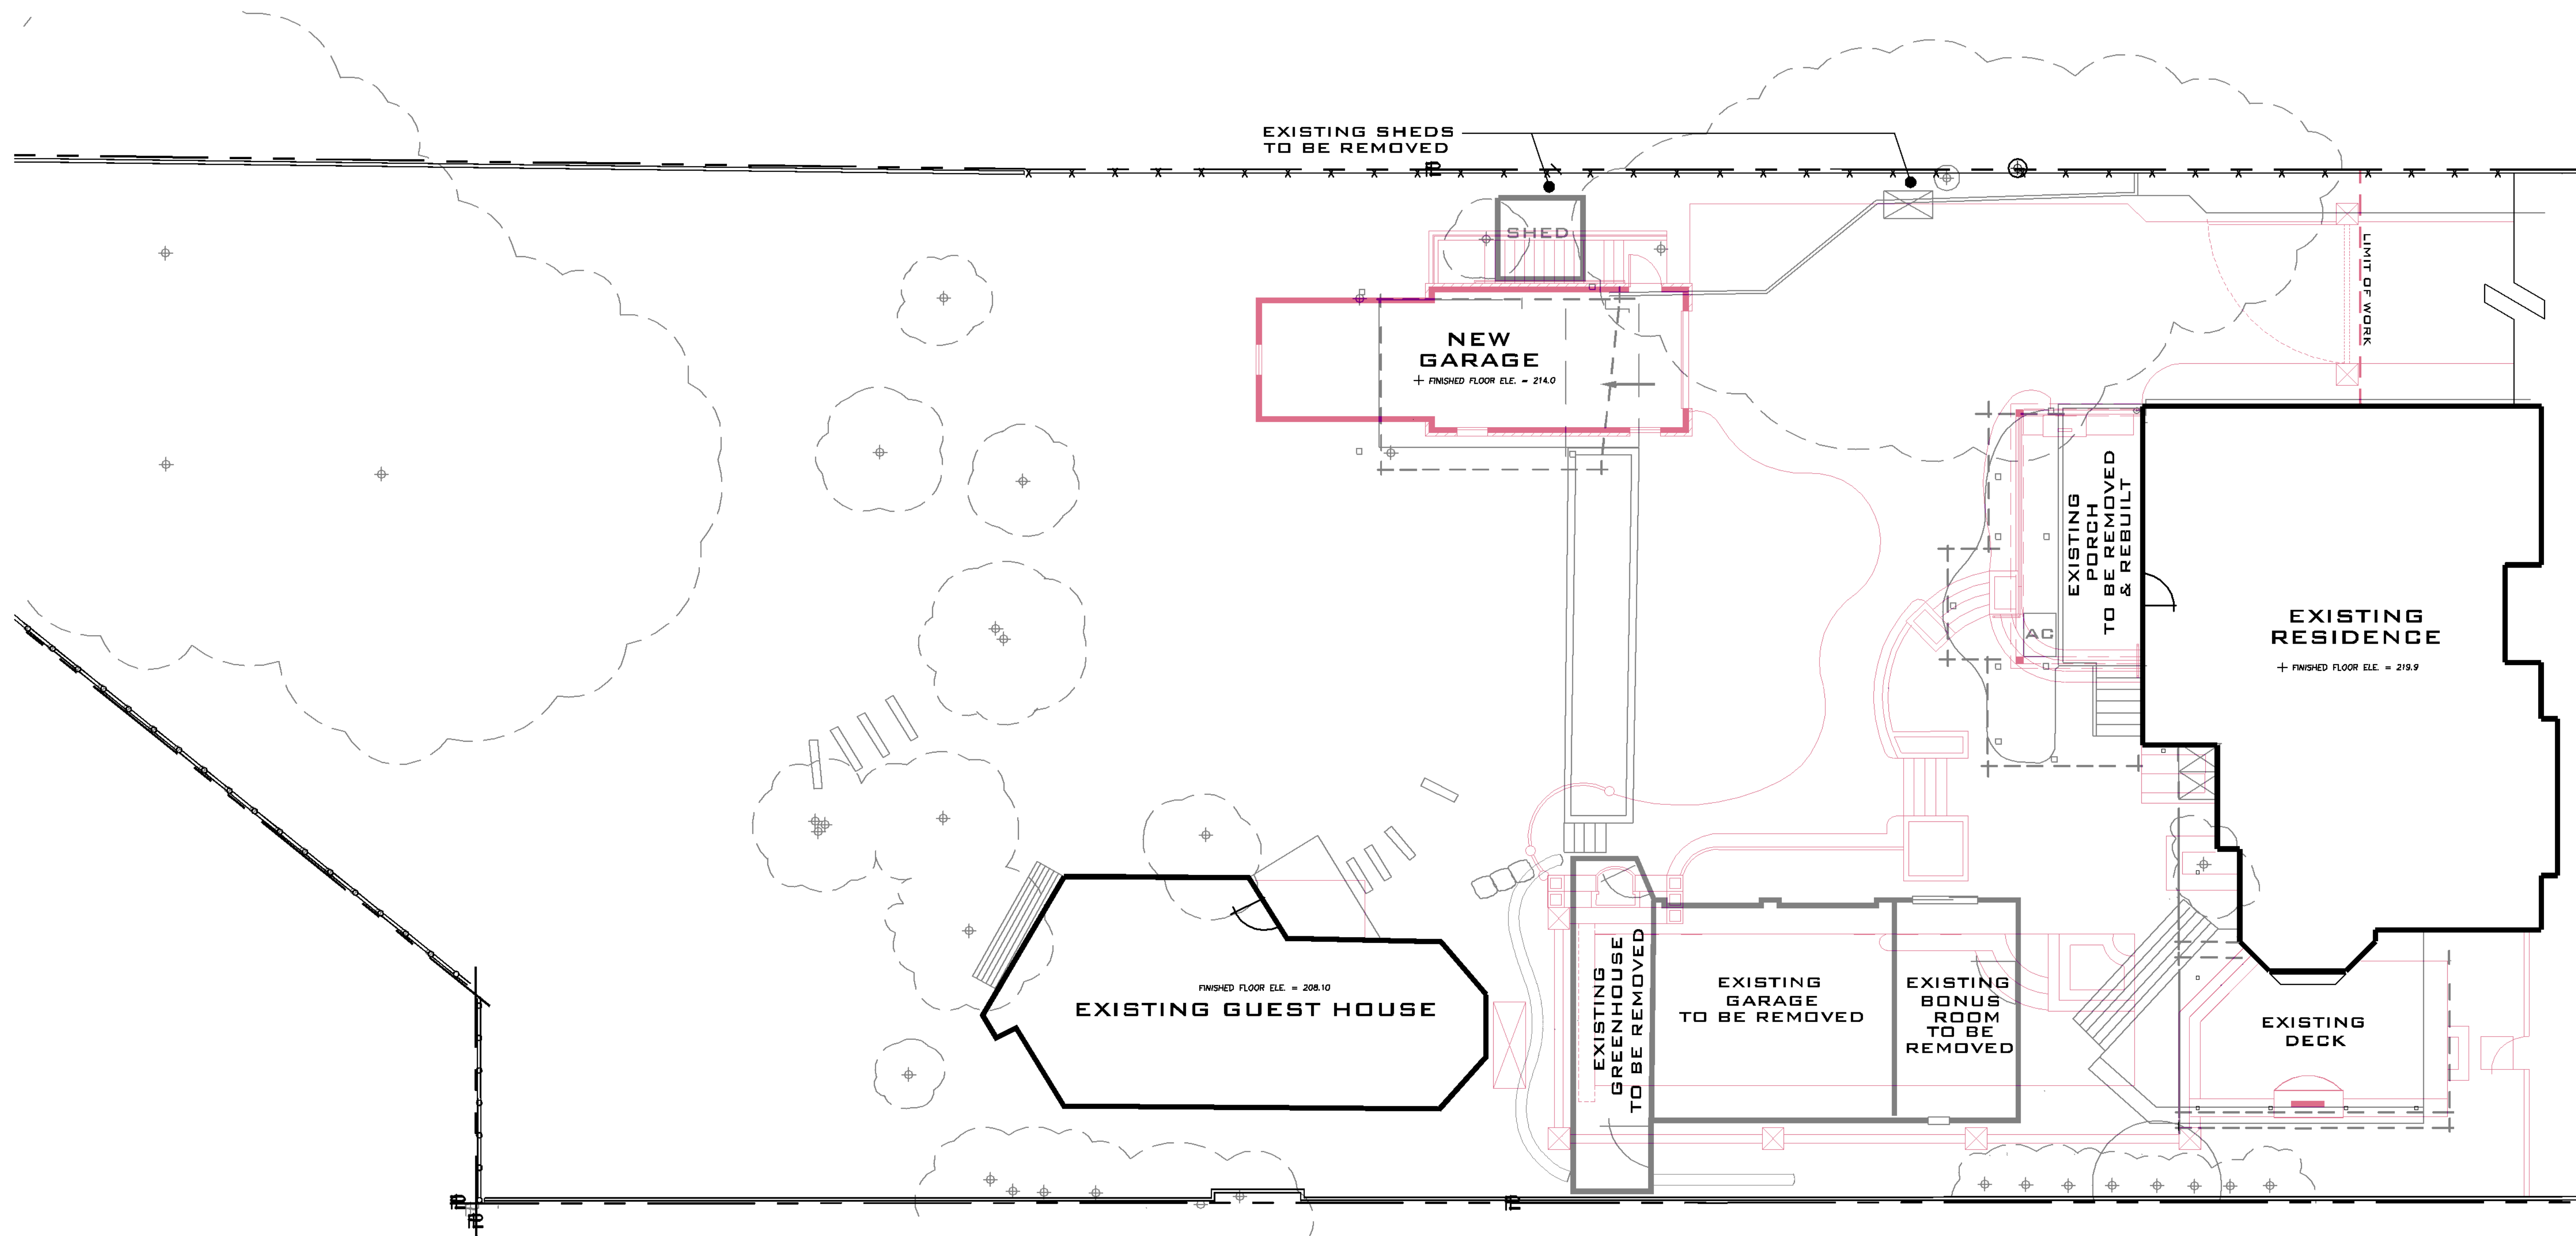 EXISTING SHEDS
TO BE REMOVED
SHED
LIMIT OF WORK
NEW
GARAGE
FINISHED FLOOR ELE. = 214.0
EXISTING
PORCH
TO BE REMOVED
& REBUILT
AC
EXISTING
RESIDENCE
FINISHED FLOOR ELE. = 219.9
FINISHED FLOOR ELE. = 208.10
EXISTING GUEST HOUSE
EXISTING
GREENHOUSE
TO BE REMOVED
EXISTING
GARAGE
TO BE REMOVED
EXISTING
BONUS
ROOM
TO BE
REMOVED
EXISTING
DECK